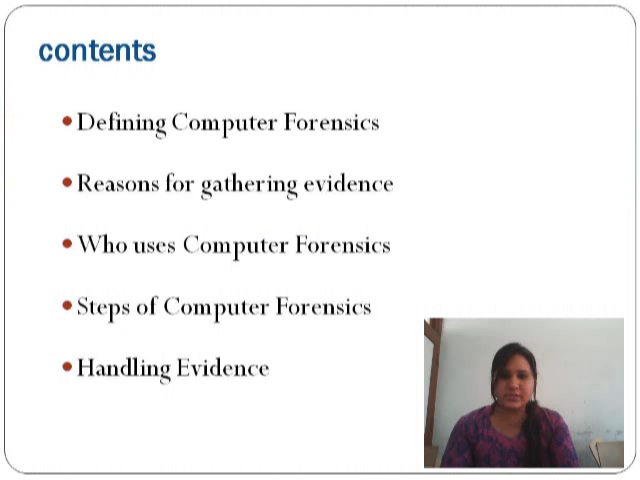 contents
Defining Computer Forensics
Reasons for gathering evidence
Who uses Computer Forensics
Steps of Computer Forensics
Handling Evidence